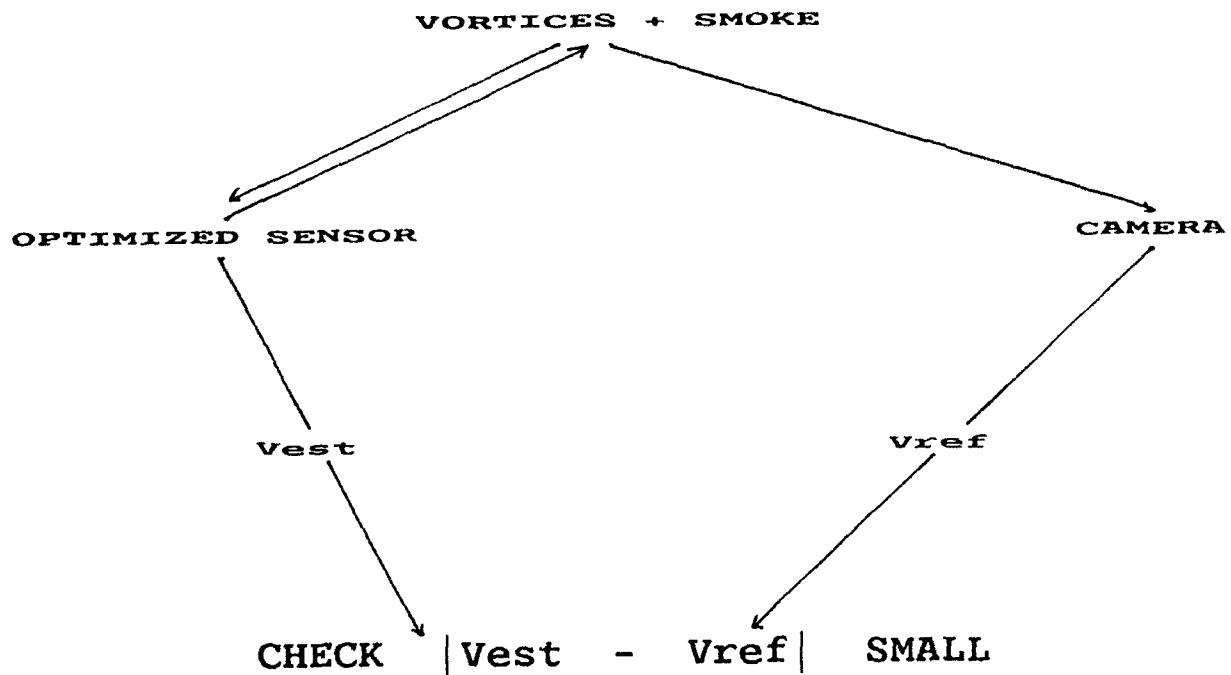 VORTICES + SMOKE
OPTIMIZED SENSOR
CAMERA
Vest
Vref
CHECK |Vest - Vref| SMALL